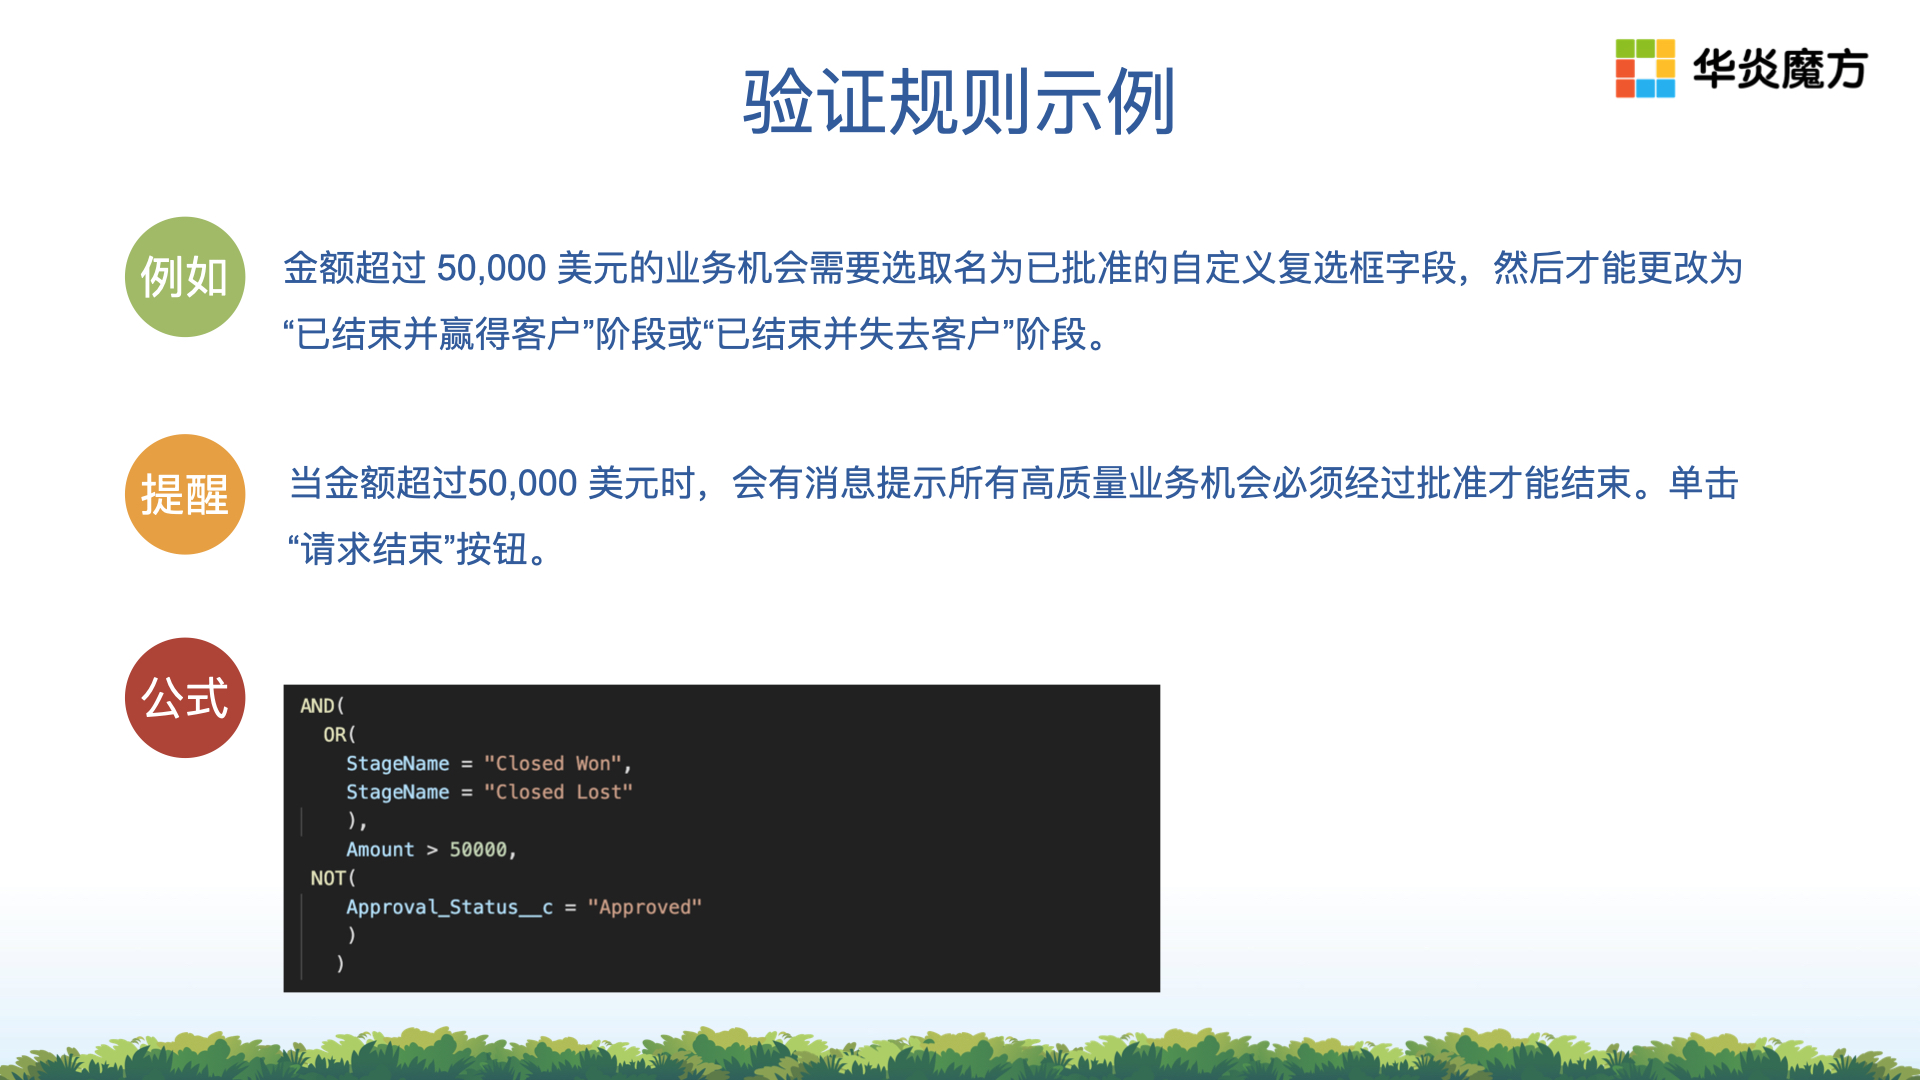 华炎魔方
验证规则示例
例如
金额超过 50,000 美元的业务机会需要选取名为已批准的自定义复选框字段，然后才能更改为
“已结束并赢得客户”阶段或“已结束并失去客户”阶段。
提醒
当金额超过50,000 美元时，会有消息提示所有高质量业务机会必须经过批准才能结束。单击
“请求结束”按钮。
公式
AND(
OR(
StageName = "Closed Won",
StageName = "Closed Lost"
),
Amount > 50000,
NOT(
Approval_Status__c = "Approved"
)
)